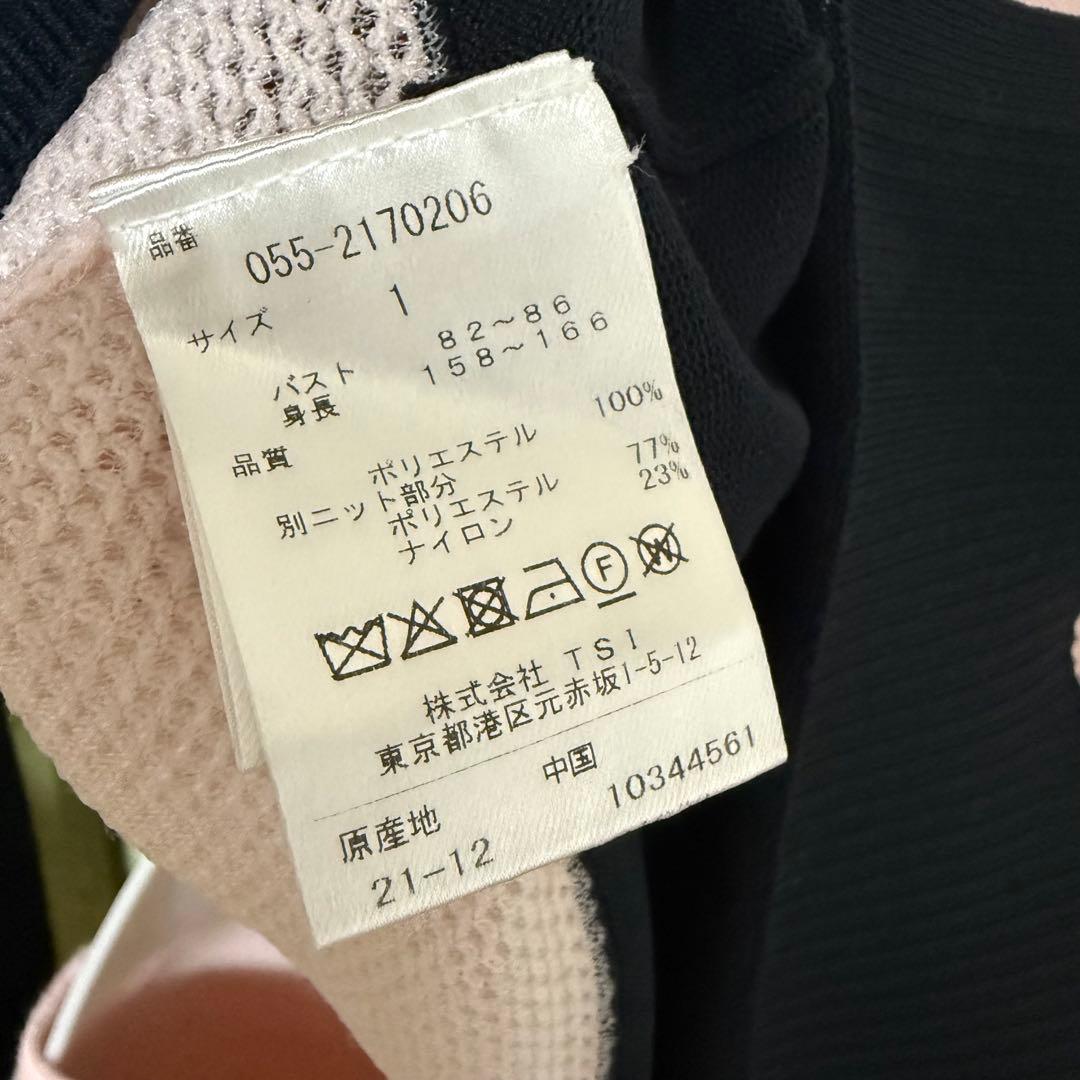 品番 055-2170206
サイズ 1
バスト 82～86
身長 158～166
品質 ポリエステル 100%
別ニット部分
ポリエステル 77%
ナイロン 23%
F W
株式会社 TSI
東京都港区元赤坂1-5-12
原産地 中国
21-12 10344561